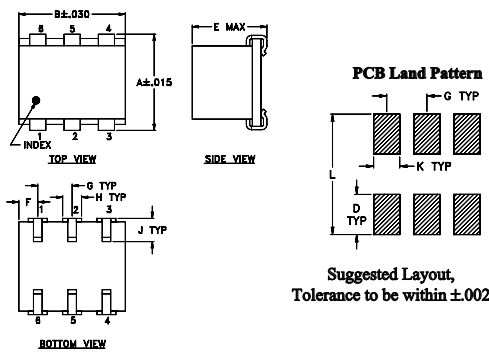 B±.030
6 5 4
A±.015
1 2 3
INDEX
TOP VIEW
E MAX
SIDE VIEW
PCB Land Pattern
G TYP
K TYP
L
D
TYP
Suggested Layout,
Tolerance to be within ±.002
G TYP
H TYP
F
1 2 3
J TYP
6 5 4
BOTTOM VIEW